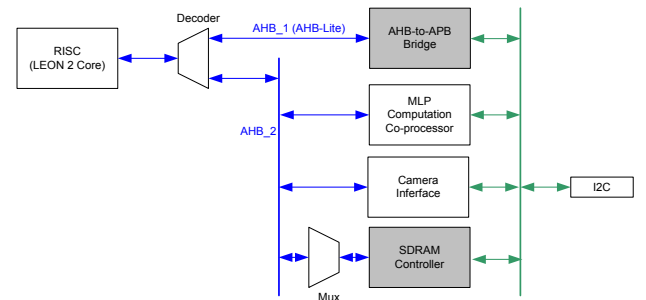 Decoder
AHB_1 (AHB-Lite)
RISC
(LEON 2 Core)
AHB-to-APB
Bridge
MLP
Computation
Co-processor
AHB_2
Camera
Inferface
I2C
SDRAM
Controller
Mux